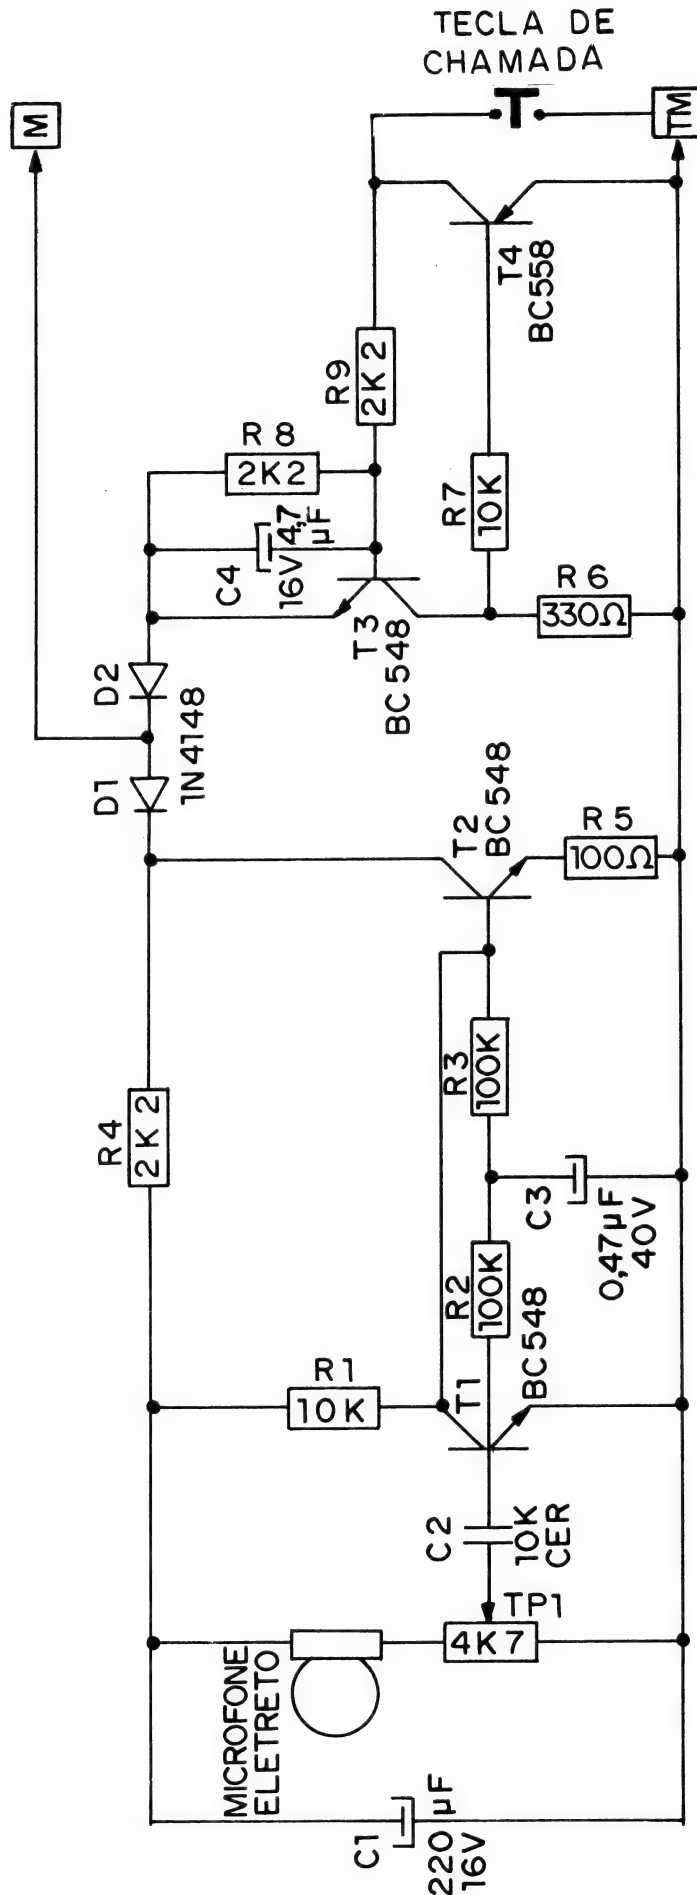 TECLA DE
CHAMADA
M
TM
T4
BC558
R9
2K2
R8
2K2
R7
10K
4,7
µF
C4
16V
T3
BC548
R6
330Ω
D2
D1
1N4148
T2
BC548
R5
100Ω
R4
2K2
R3
100K
C3
0,47µF
40V
R2
100K
R1
10K
T1
BC548
C2
10K
CER
TP1
4K7
MICROFONE
ELETRETO
C1
220 µF
16V